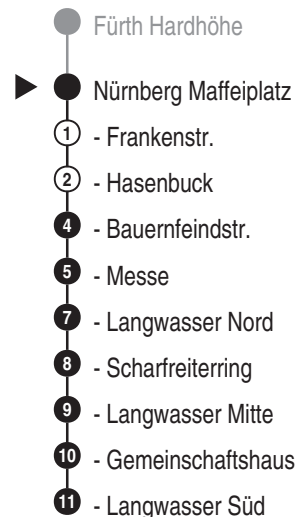 Fürth Hardhöhe
Nürnberg Maffeiplatz
1 - Frankenstr.
2 - Hasenbuck
4 - Bauernfeindstr.
5 - Messe
7 - Langwasser Nord
8 - Scharfreiterring
9 - Langwasser Mitte
10 - Gemeinschaftshaus
11 - Langwasser Süd